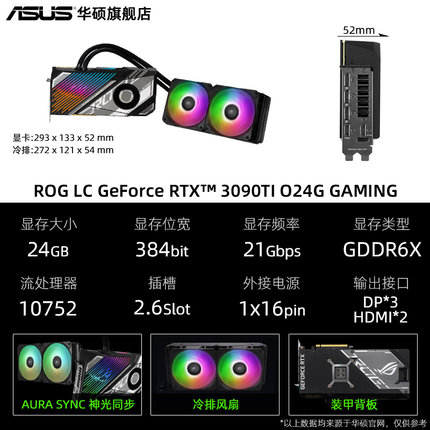 ASUS 华硕旗舰店
52mm
显卡:293 x 133 x 52 mm
冷排:272 x 121 x 54 mm
ROG LC GeForce RTX™ 3090TI O24G GAMING
显存大小 显存位宽 显存频率 显存类型
24GB 384bit 21Gbps GDDR6X
流处理器 插槽 外接电源 输出接口
10752 2.6Slot 1x16pin DP*3
HDMI*2
GEFORCE RTX
AURA SYNC 神光同步 冷排风扇 装甲背板
*以上数据均来源于华硕官网，仅供参考